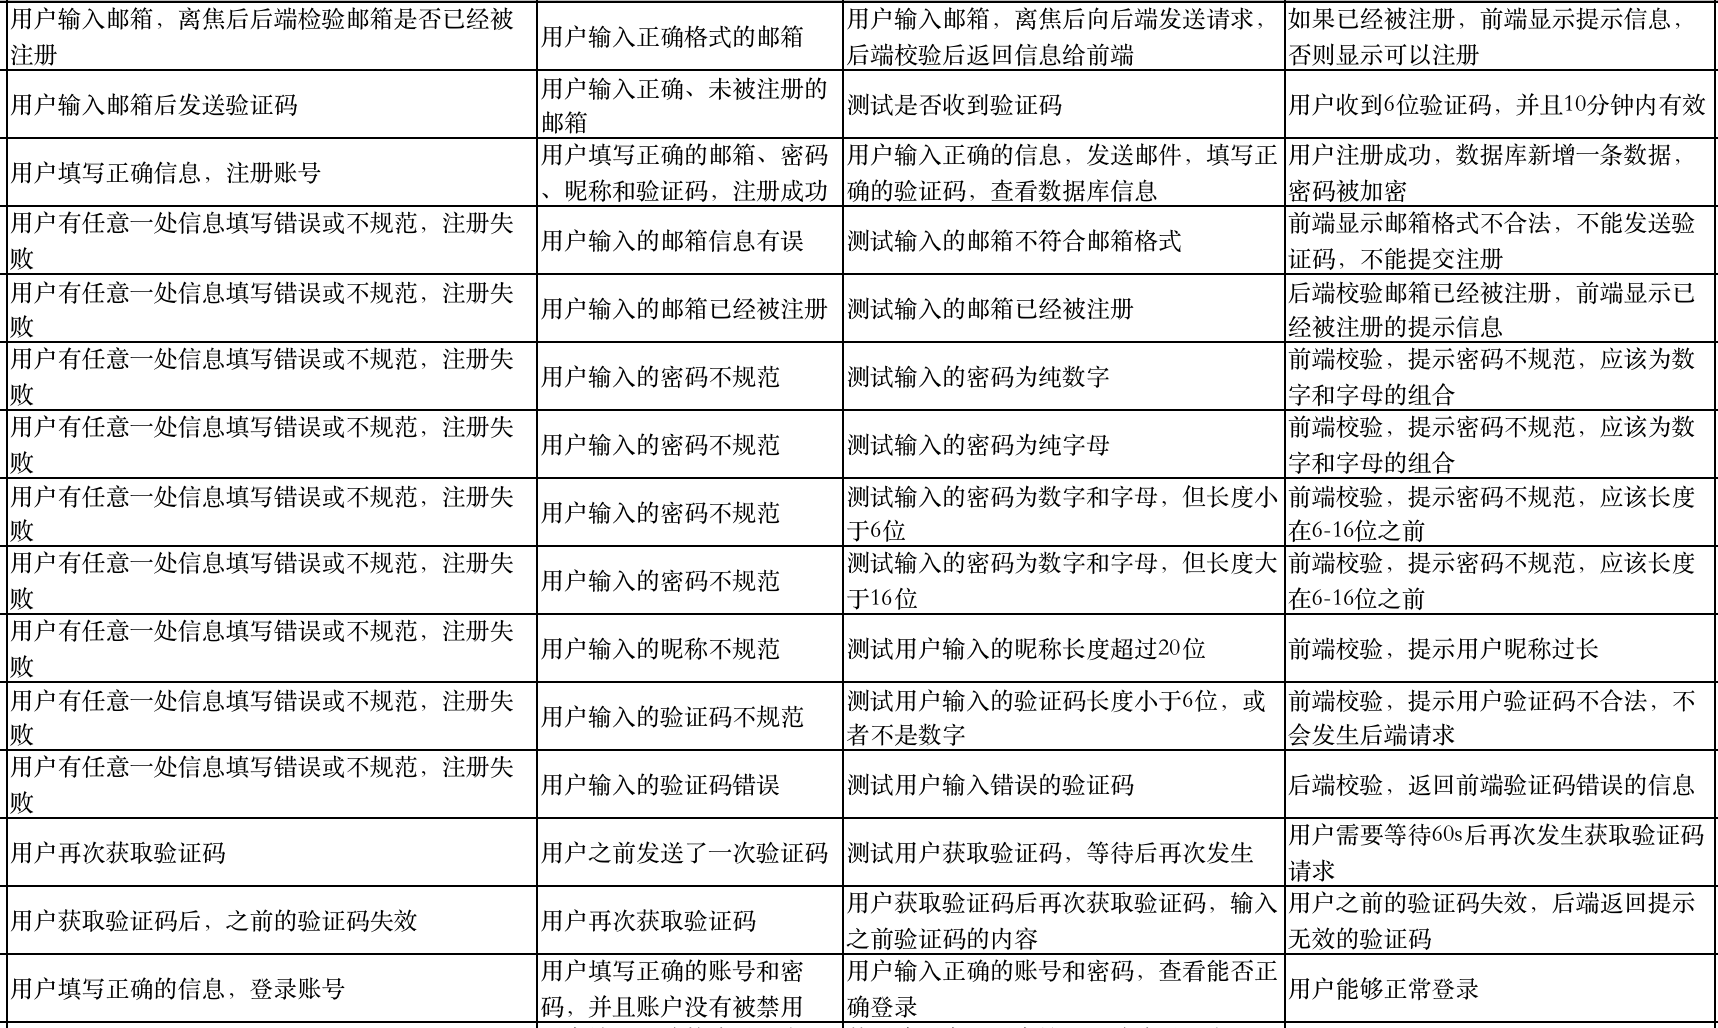 用户输入邮箱，离焦后后端检验邮箱是否已经被
注册
用户输入正确格式的邮箱
用户输入邮箱，离焦后向后端发送请求，
后端校验后返回信息给前端
如果已经被注册，前端显示提示信息，
否则显示可以注册
用户输入邮箱后发送验证码
用户输入正确、未被注册的
邮箱
测试是否收到验证码
用户收到6位验证码，并且10分钟内有效
用户填写正确信息，注册账号
用户填写正确的邮箱、密码
、昵称和验证码，注册成功
用户输入正确的信息，发送邮件，填写正
确的验证码，查看数据库信息
用户注册成功，数据库新增一条数据，
密码被加密
用户有任意一处信息填写错误或不规范，注册失
败
用户输入的邮箱信息有误
测试输入的邮箱不符合邮箱格式
前端显示邮箱格式不合法，不能发送验
证码，不能提交注册
用户有任意一处信息填写错误或不规范，注册失
败
用户输入的邮箱已经被注册
测试输入的邮箱已经被注册
后端校验邮箱已经被注册，前端显示已
经被注册的提示信息
用户有任意一处信息填写错误或不规范，注册失
败
用户输入的密码不规范
测试输入的密码为纯数字
前端校验，提示密码不规范，应该为数
字和字母的组合
用户有任意一处信息填写错误或不规范，注册失
败
用户输入的密码不规范
测试输入的密码为纯字母
前端校验，提示密码不规范，应该为数
字和字母的组合
用户有任意一处信息填写错误或不规范，注册失
败
用户输入的密码不规范
测试输入的密码为数字和字母，但长度小
于6位
前端校验，提示密码不规范，应该长度
在6-16位之前
用户有任意一处信息填写错误或不规范，注册失
败
用户输入的密码不规范
测试输入的密码为数字和字母，但长度大
于16位
前端校验，提示密码不规范，应该长度
在6-16位之前
用户有任意一处信息填写错误或不规范，注册失
败
用户输入的昵称不规范
测试用户输入的昵称长度超过20位
前端校验，提示用户昵称过长
用户有任意一处信息填写错误或不规范，注册失
败
用户输入的验证码不规范
测试用户输入的验证码长度小于6位，或
者不是数字
前端校验，提示用户验证码不合法，不
会发生后端请求
用户有任意一处信息填写错误或不规范，注册失
败
用户输入的验证码错误
测试用户输入错误的验证码
后端校验，返回前端验证码错误的信息
用户再次获取验证码
用户之前发送了一次验证码
测试用户获取验证码，等待后再次发生
用户需要等待60s后再次发生获取验证码
请求
用户获取验证码后，之前的验证码失效
用户再次获取验证码
用户获取验证码后再次获取验证码，输入
之前验证码的内容
用户之前的验证码失效，后端返回提示
无效的验证码
用户填写正确的信息，登录账号
用户填写正确的账号和密
码，并且账户没有被禁用
用户输入正确的账号和密码，查看能否正
确登录
用户能够正常登录